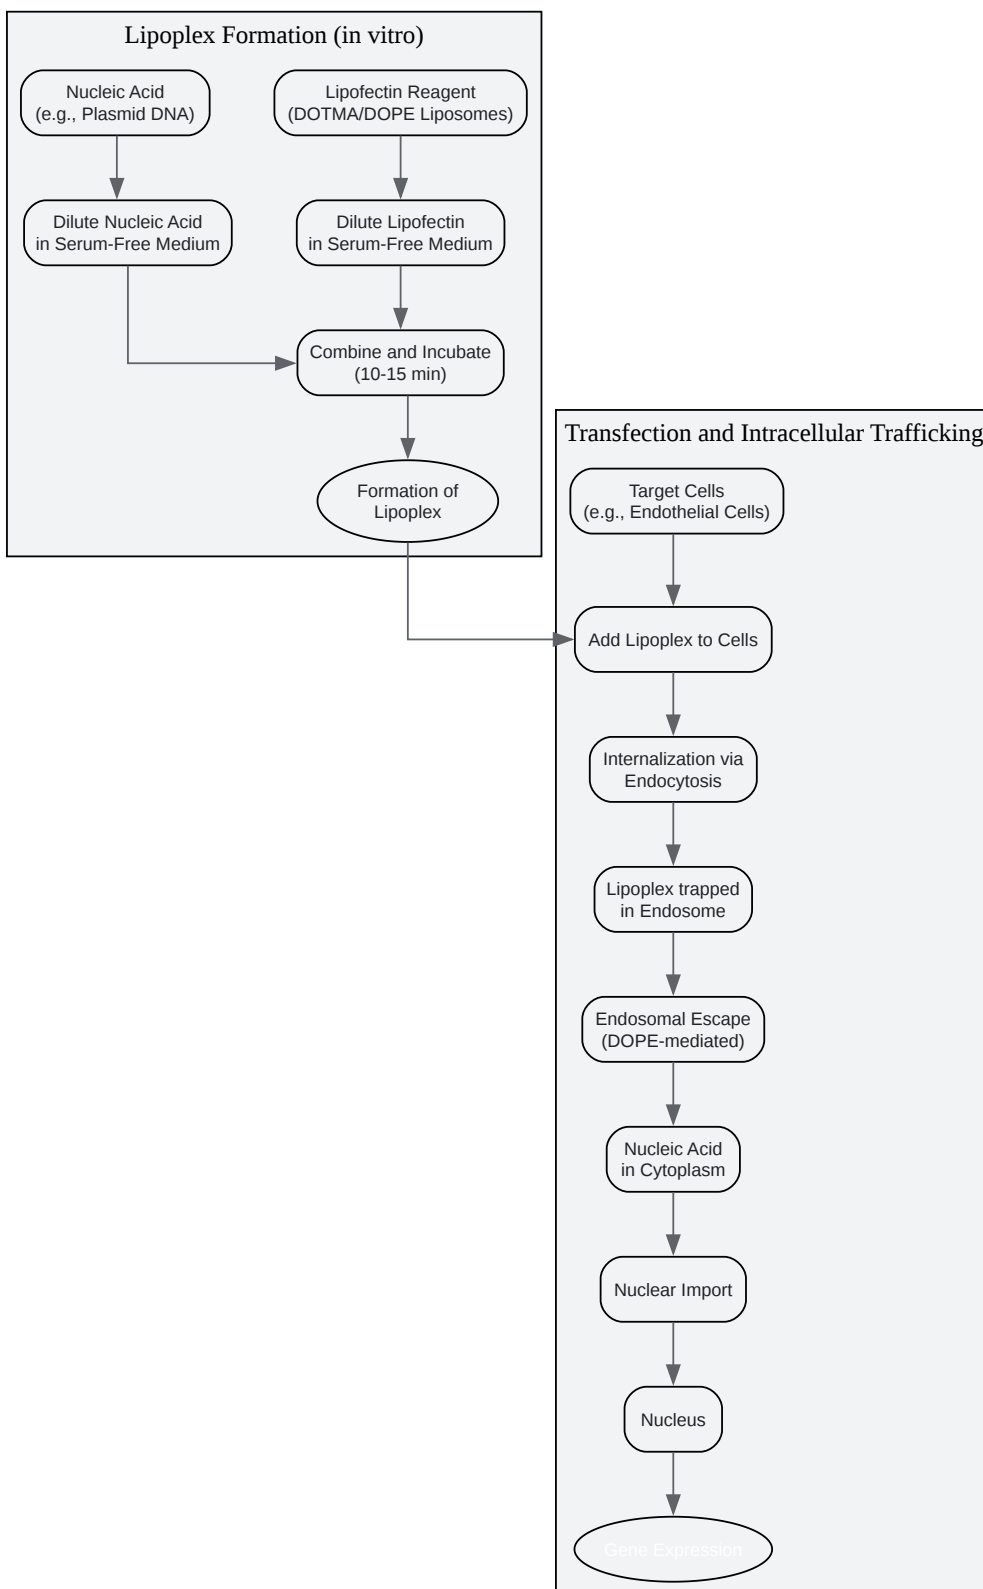 Lipoplex Formation (in vitro)
Nucleic Acid
(e.g., Plasmid DNA)
Lipofectin Reagent
(DOTMA/DOPE Liposomes)
Dilute Nucleic Acid
in Serum-Free Medium
Dilute Lipofectin
in Serum-Free Medium
Combine and Incubate
(10-15 min)
Formation of
Lipoplex
Transfection and Intracellular Trafficking
Target Cells
(e.g., Endothelial Cells)
Add Lipoplex to Cells
Internalization via
Endocytosis
Lipoplex trapped
in Endosome
Endosomal Escape
(DOPE-mediated)
Nucleic Acid
in Cytoplasm
Nuclear Import
Nucleus
Gene Expression